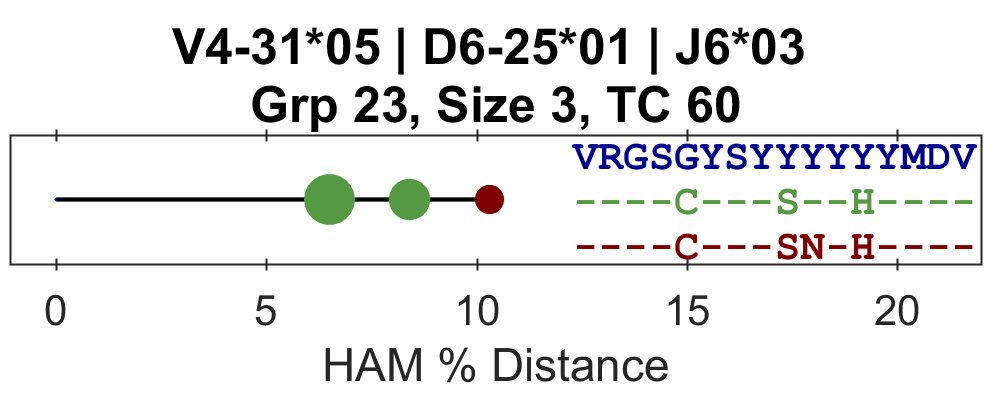 V4-31*05 | D6-25*01 | J6*03
Grp 23, Size 3, TC 60
VRGSGYSYYYYYYMDV
----C---S--H----
----C---SN-H----
0 5 10 15 20
HAM % Distance